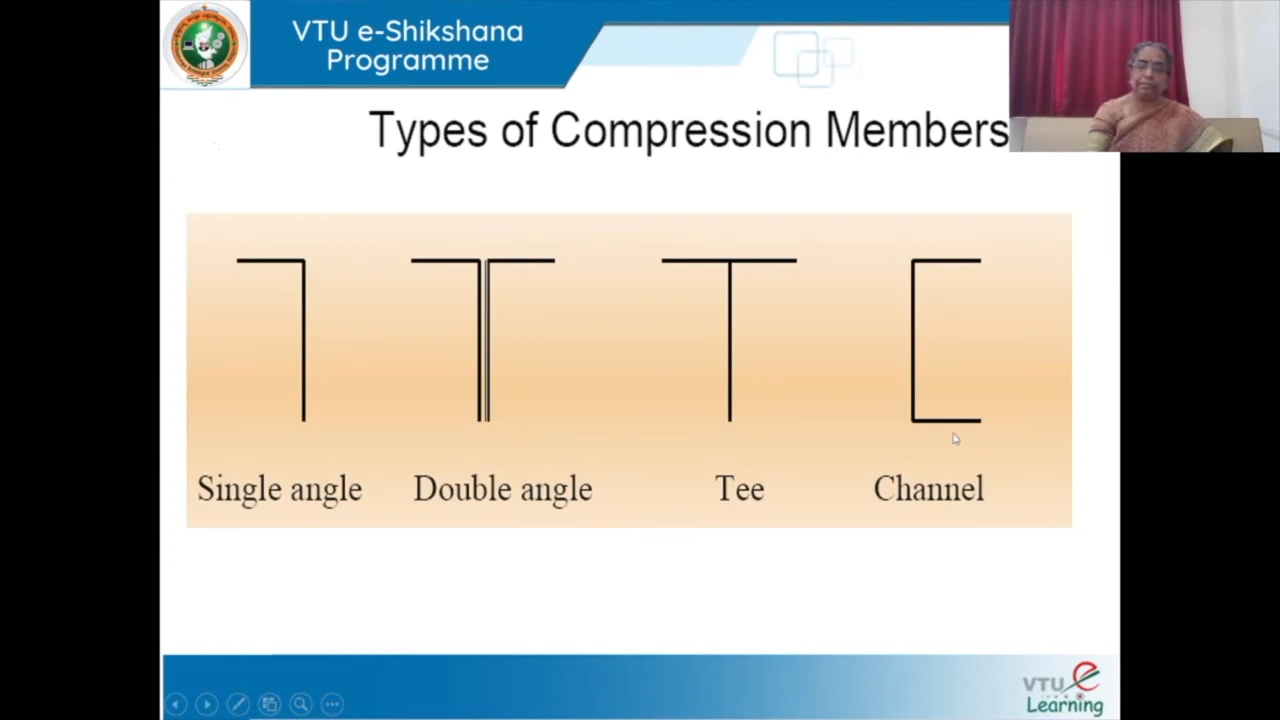 VTU e-Shikshana
Programme
Types of Compression Members
Single angle
Double angle
Tee
Channel
VTU e
Learning